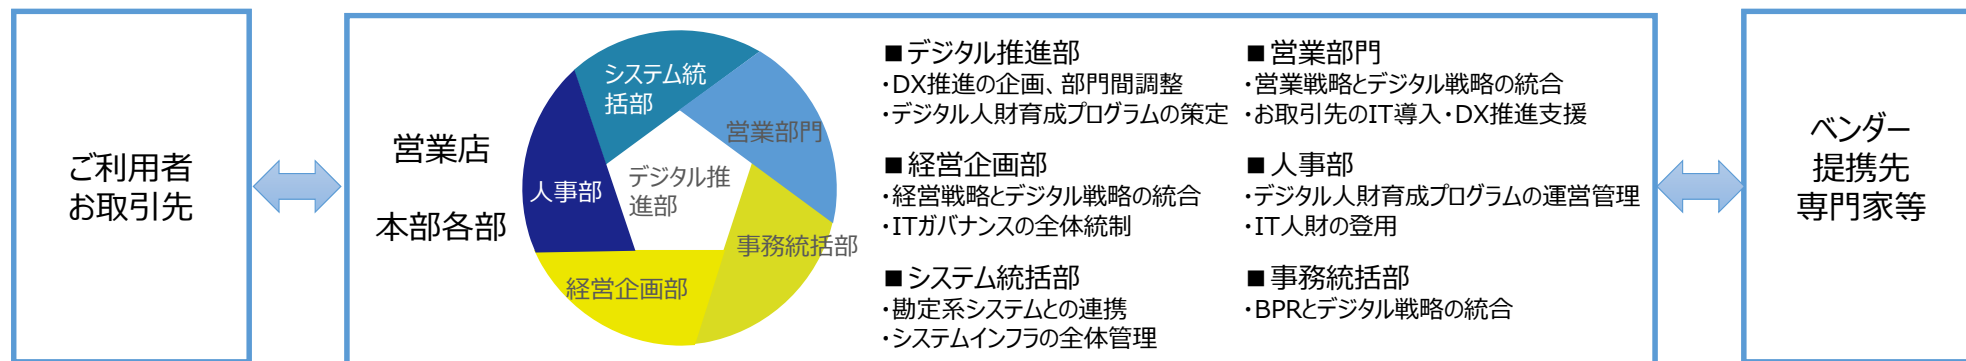 ご利用者
お取引先
営業店
本部各部
システム統
括部
営業部門
人事部
デジタル推
進部
事務統括部
経営企画部
■デジタル推進部
・DX推進の企画、部門間調整
・デジタル人財育成プログラムの策定
■経営企画部
・経営戦略とデジタル戦略の統合
・ITガバナンスの全体統制
■システム統括部
・勘定系システムとの連携
・システムインフラの全体管理
■営業部門
・営業戦略とデジタル戦略の統合
・お取引先のIT導入・DX推進支援
■人事部
・デジタル人財育成プログラムの運営管理
・IT人財の登用
■事務統括部
・BPRとデジタル戦略の統合
ベンダー
提携先
専門家等